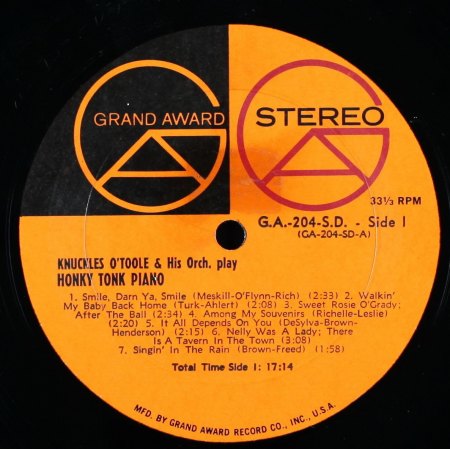 GRAND AWARD
STEREO
33⅓ RPM
G.A.-204-S.D. - Side 1
(GA-204-SD-A)
KNUCKLES O'TOOLE & His Orch. play
HONKY TONK PIANO
1. Smile, Darn Ya, Smile (Meskill-O'Flynn-Rich) (2:33) 2. Walkin'
My Baby Back Home (Turk-Ahlert) (2:08) 3. Sweet Rosie O'Grady;
After The Ball (2:34) 4. Among My Souvenirs (Richelle-Leslie)
(2:20) 5. It All Depends On You (DeSylva-Brown-
Henderson) (2:15) 6. Nelly Was A Lady; There
Is A Tavern In The Town (3:08)
7. Singin' In The Rain (Brown-Freed) (1:58)
Total Time Side 1: 17:14
MFD. BY GRAND AWARD RECORD CO., INC., U.S.A.